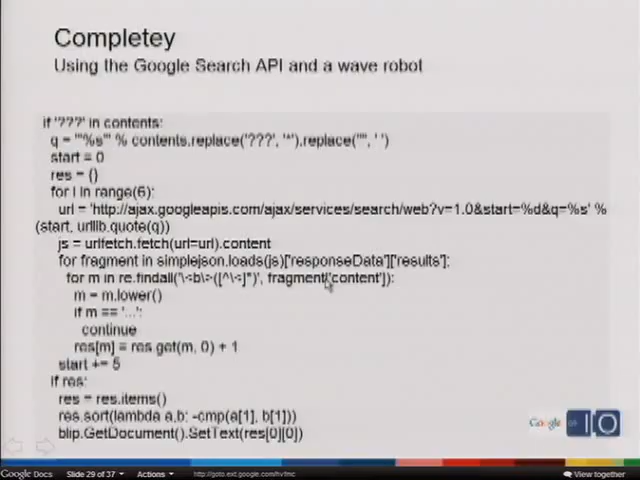 Completey
Using the Google Search API and a wave robot
if '???' in contents:
q = '"%s"' % contents.replace('???', '*').replace('"', ' ')
start = 0
res = {}
for i in range(6):
url = 'http://ajax.googleapis.com/ajax/services/search/web?v=1.0&start=%d&q=%s' %
(start, urllib.quote(q))
js = urlfetch.fetch(url=url).content
for fragment in simplejson.loads(js)['responseData']['results']:
for m in re.findall('\<b\>([^\<]*)', fragment['content']):
m = m.lower()
if m == '...':
continue
res[m] = res.get(m, 0) + 1
start += 5
if res:
res = res.items()
res.sort(lambda a,b: -cmp(a[1], b[1]))
blip.GetDocument().SetText(res[0][0])
Google IO
Google Docs Slide 29 of 37 Actions View together